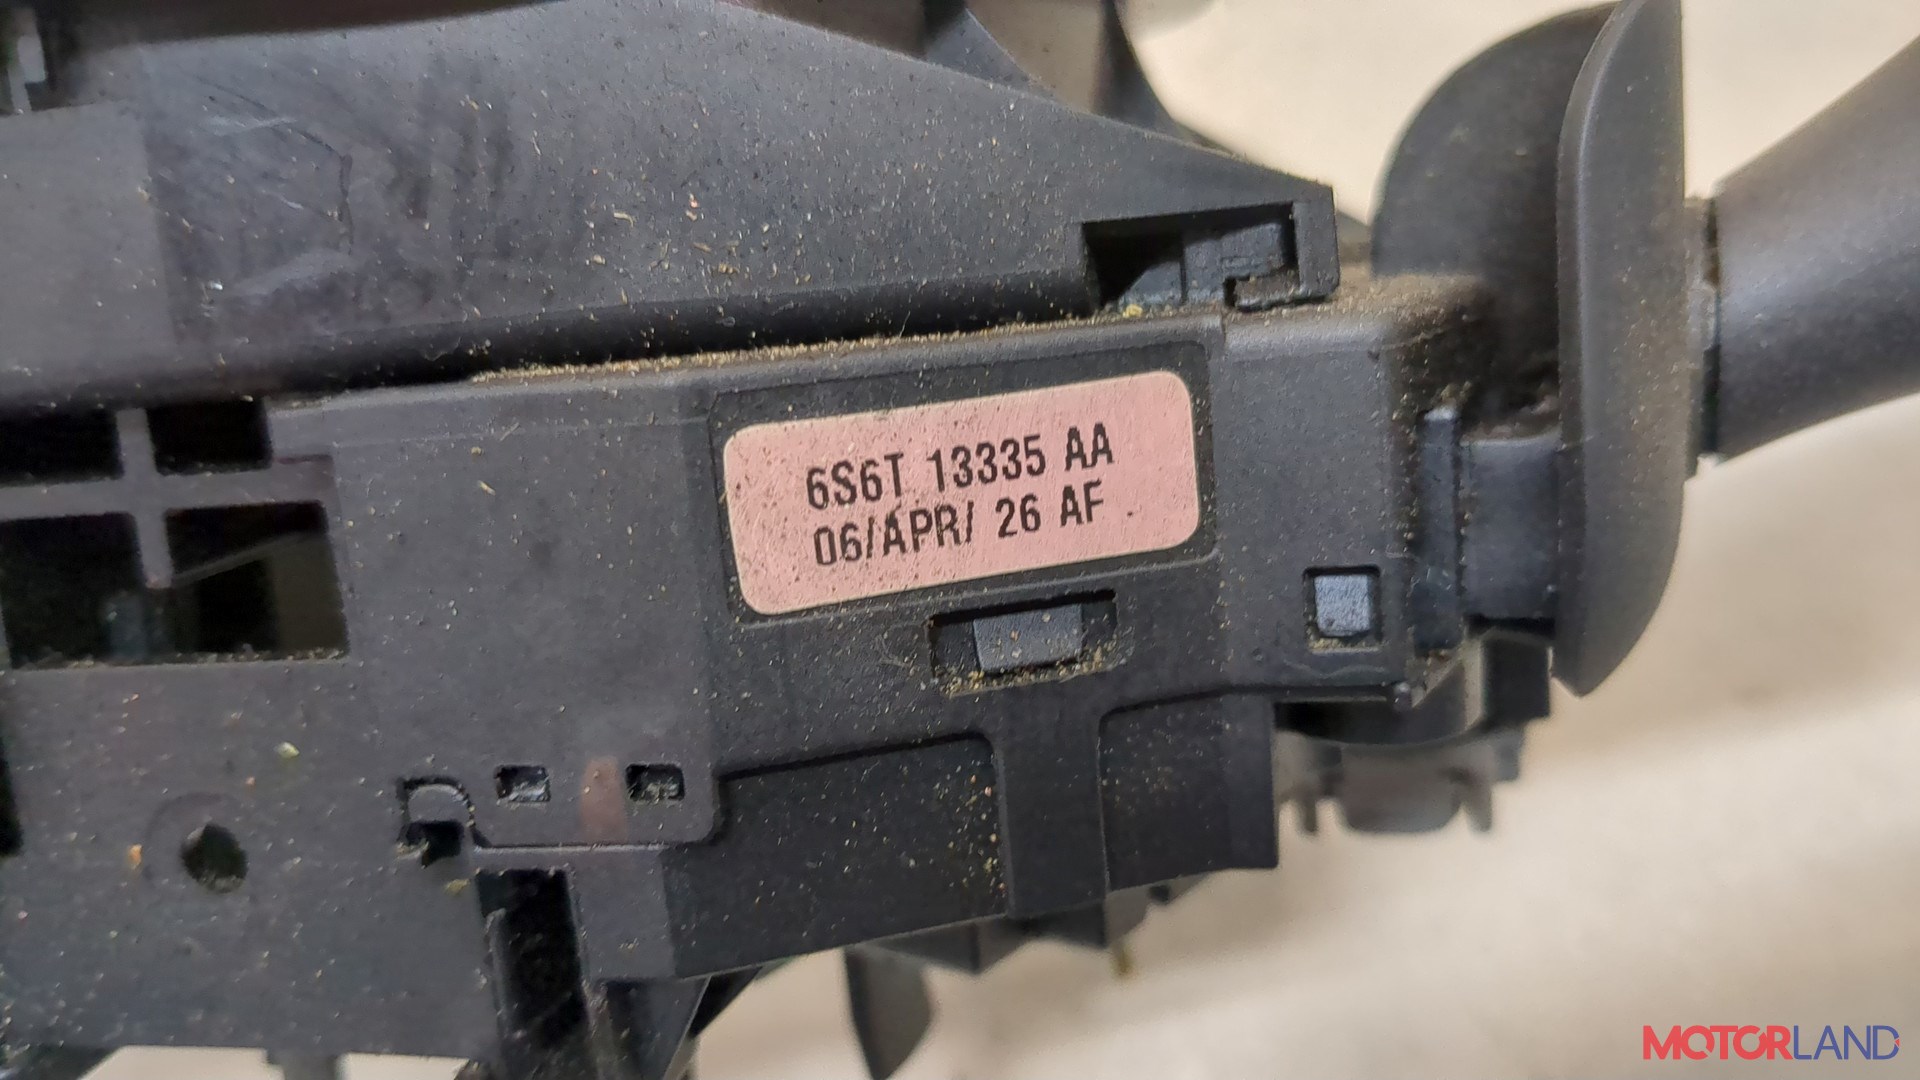 6S6T 13335 AA
06/APR/ 26 AF
MOTORLAND